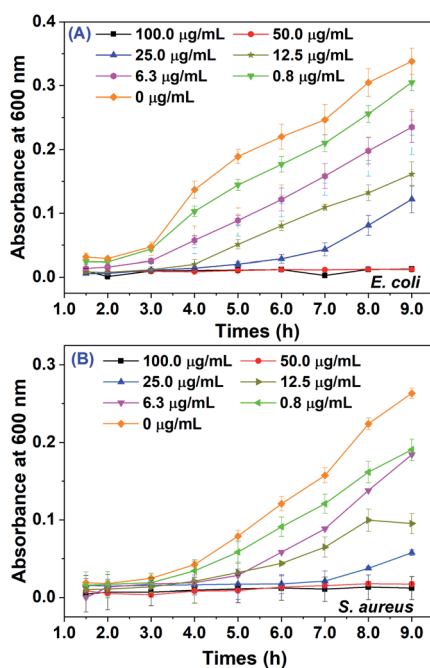 (A)
100.0 μg/mL 50.0 μg/mL
25.0 μg/mL 12.5 μg/mL
6.3 μg/mL 0.8 μg/mL
0 μg/mL
Absorbance at 600 nm
0.4
0.3
0.2
0.1
0.0
E. coli
1.0 2.0 3.0 4.0 5.0 6.0 7.0 8.0 9.0
Times (h)
(B)
100.0 μg/mL 50.0 μg/mL
25.0 μg/mL 12.5 μg/mL
6.3 μg/mL 0.8 μg/mL
0 μg/mL
Absorbance at 600 nm
0.3
0.2
0.1
0.0
S. aureus
1.0 2.0 3.0 4.0 5.0 6.0 7.0 8.0 9.0
Times (h)